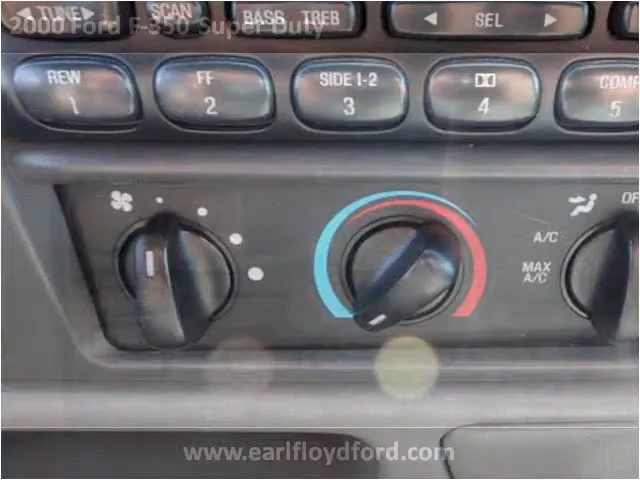 TUNE SCAN BASS TREB SEL
2000 Ford F-350 Super Duty
REW FF SIDE 1-2 COMP
1 2 3 4 5
OF
A/C
MAX
A/C
www.earlfloydford.com